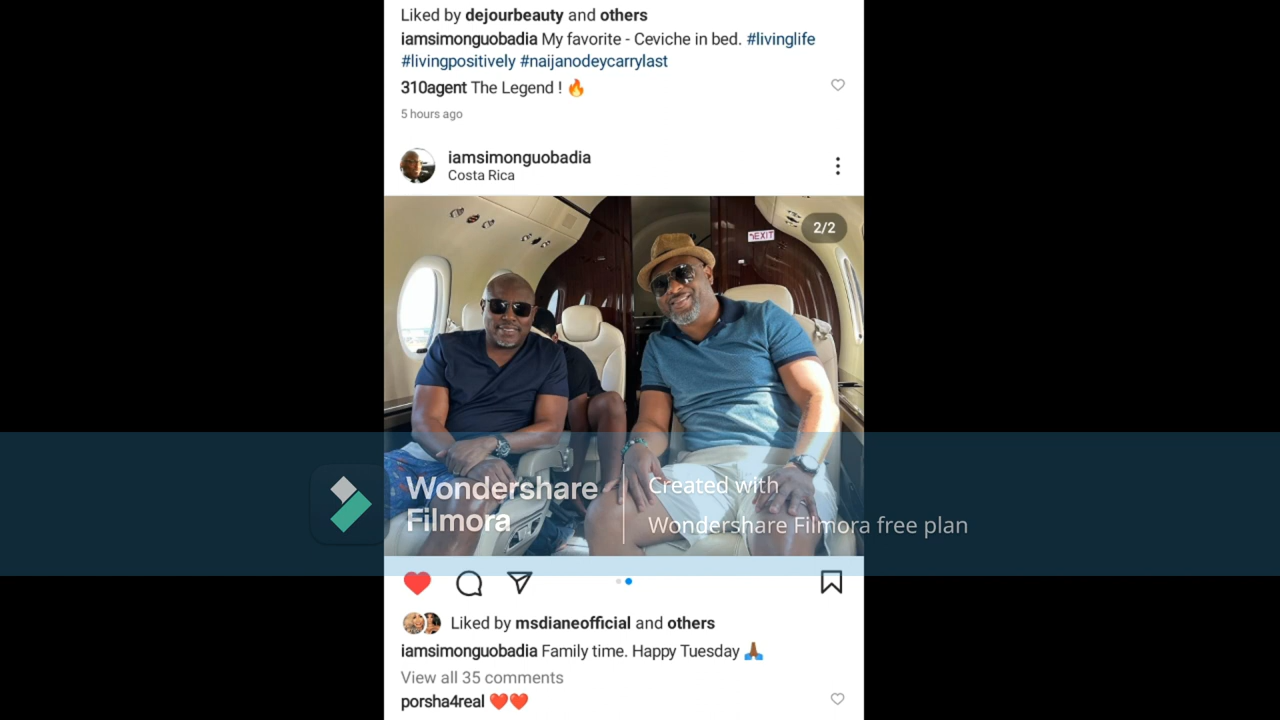 Liked by dejourbeauty and others
iamsimonguobadia My favorite - Ceviche in bed. #livinglife
#livingpositively #naijanodeycarrylast
310agent The Legend ! 🔥
5 hours ago
iamsimonguobadia
Costa Rica
2/2
EXIT
Wondershare
Filmora
Created with
Wondershare Filmora free plan
Liked by msdianeofficial and others
iamsimonguobadia Family time. Happy Tuesday 🙏🏾
View all 35 comments
porsha4real ❤️❤️